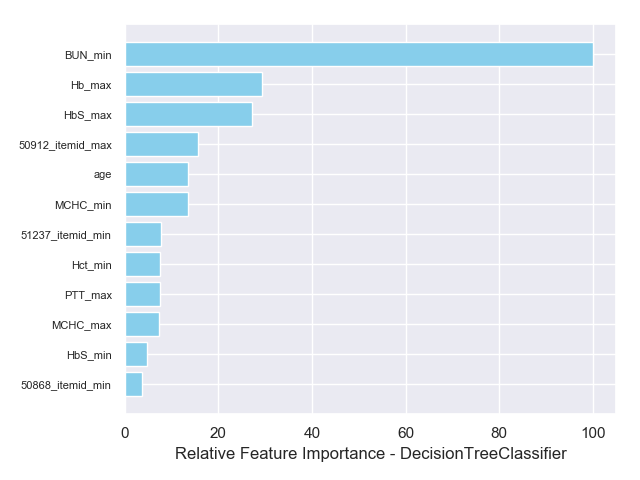 BUN_min
Hb_max
HbS_max
50912_itemid_max
age
MCHC_min
51237_itemid_min
Hct_min
PTT_max
MCHC_max
HbS_min
50868_itemid_min
0 20 40 60 80 100
Relative Feature Importance - DecisionTreeClassifier